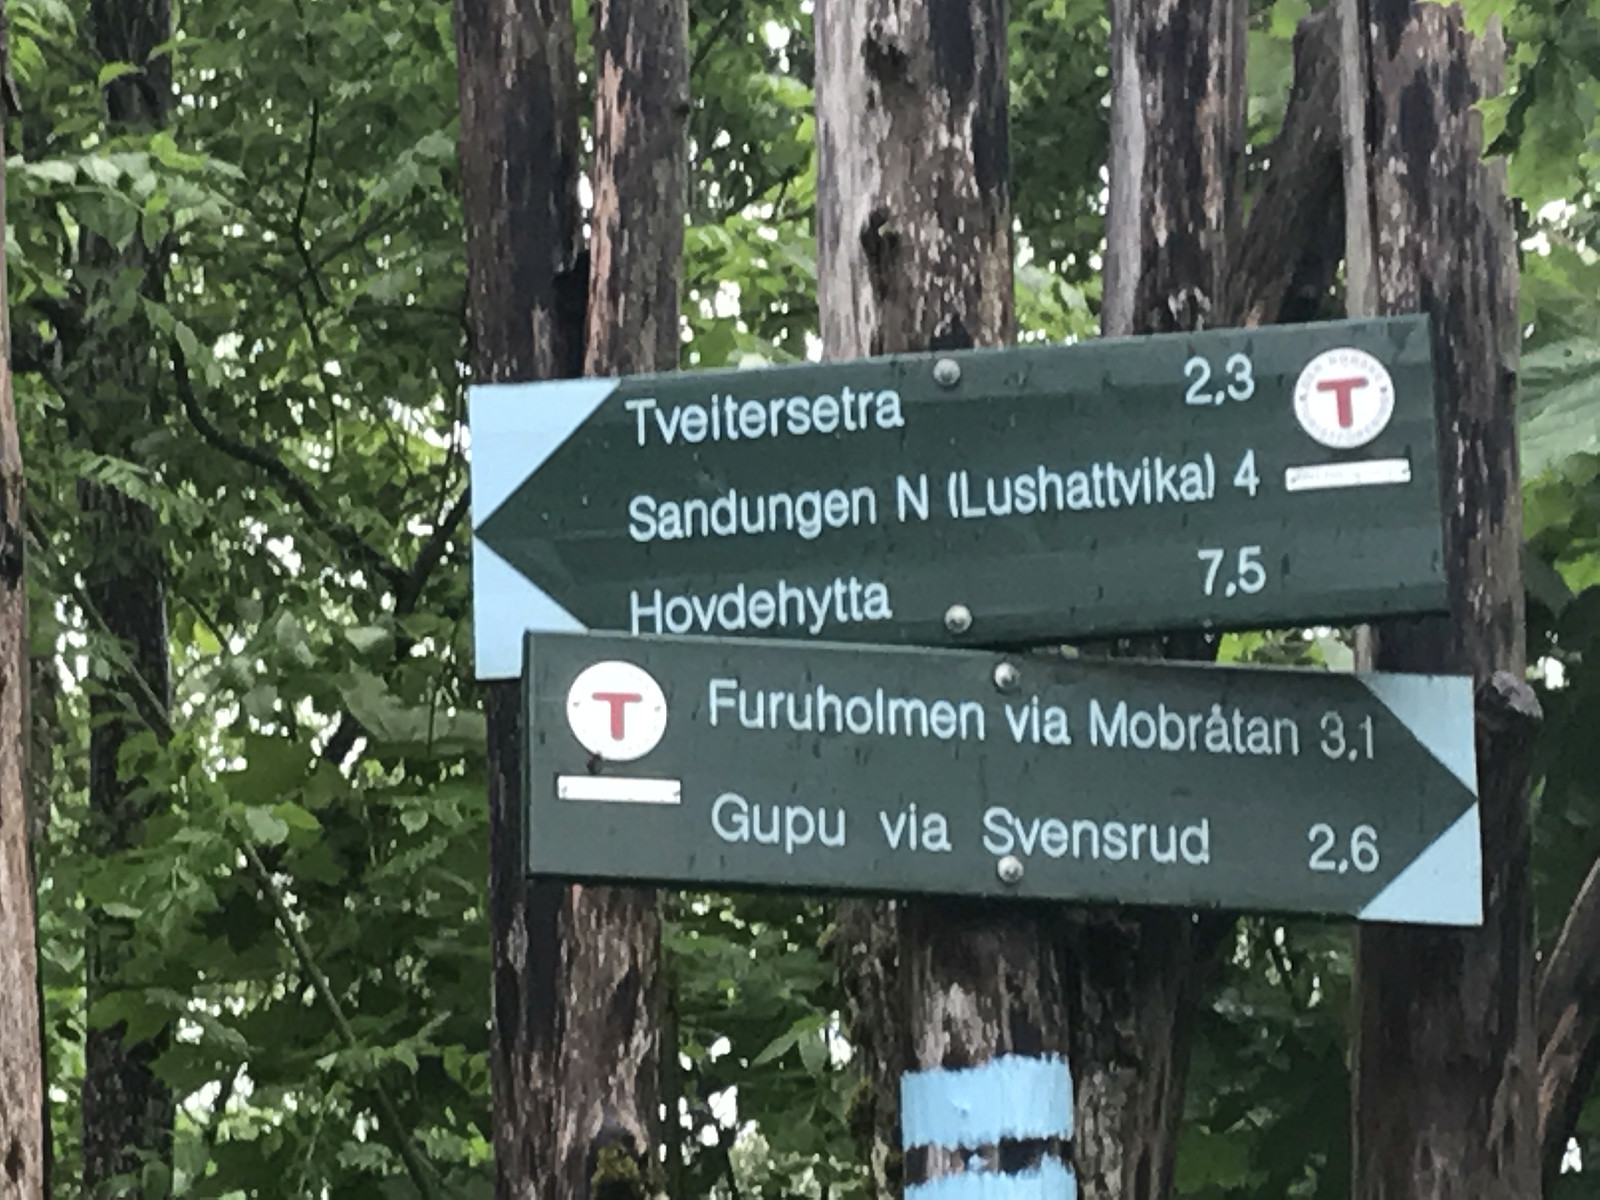 Tveitersetra 2,3
Sandungen N (Lushattvika) 4
Hovdehytta 7,5
T
T
Furuholmen via Mobråtan 3,1
Gupu via Svensrud 2,6